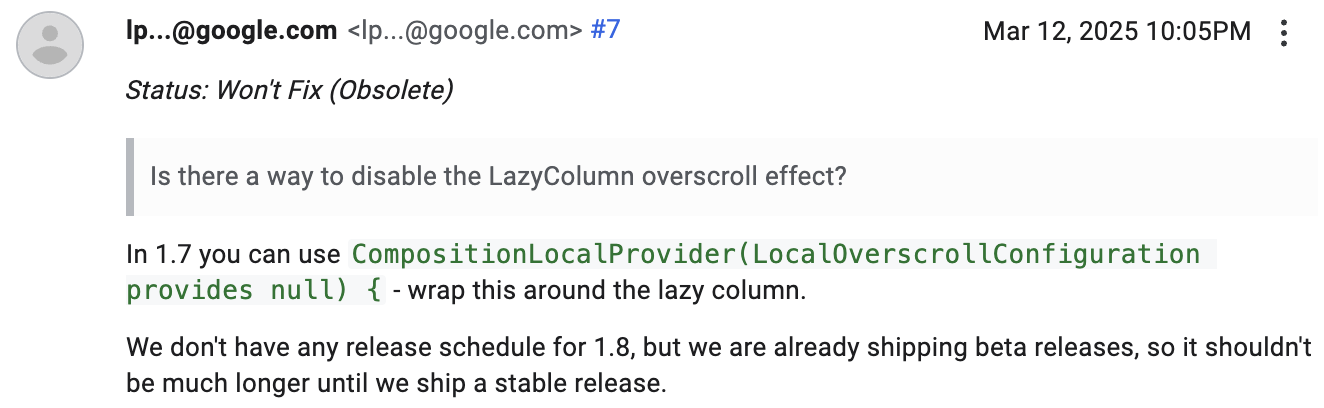 lp...@google.com <lp...@google.com> #7 Mar 12, 2025 10:05PM
Status: Won't Fix (Obsolete)
Is there a way to disable the LazyColumn overscroll effect?
In 1.7 you can use CompositionLocalProvider(LocalOverscrollConfiguration
provides null) { - wrap this around the lazy column.
We don't have any release schedule for 1.8, but we are already shipping beta releases, so it shouldn't
be much longer until we ship a stable release.